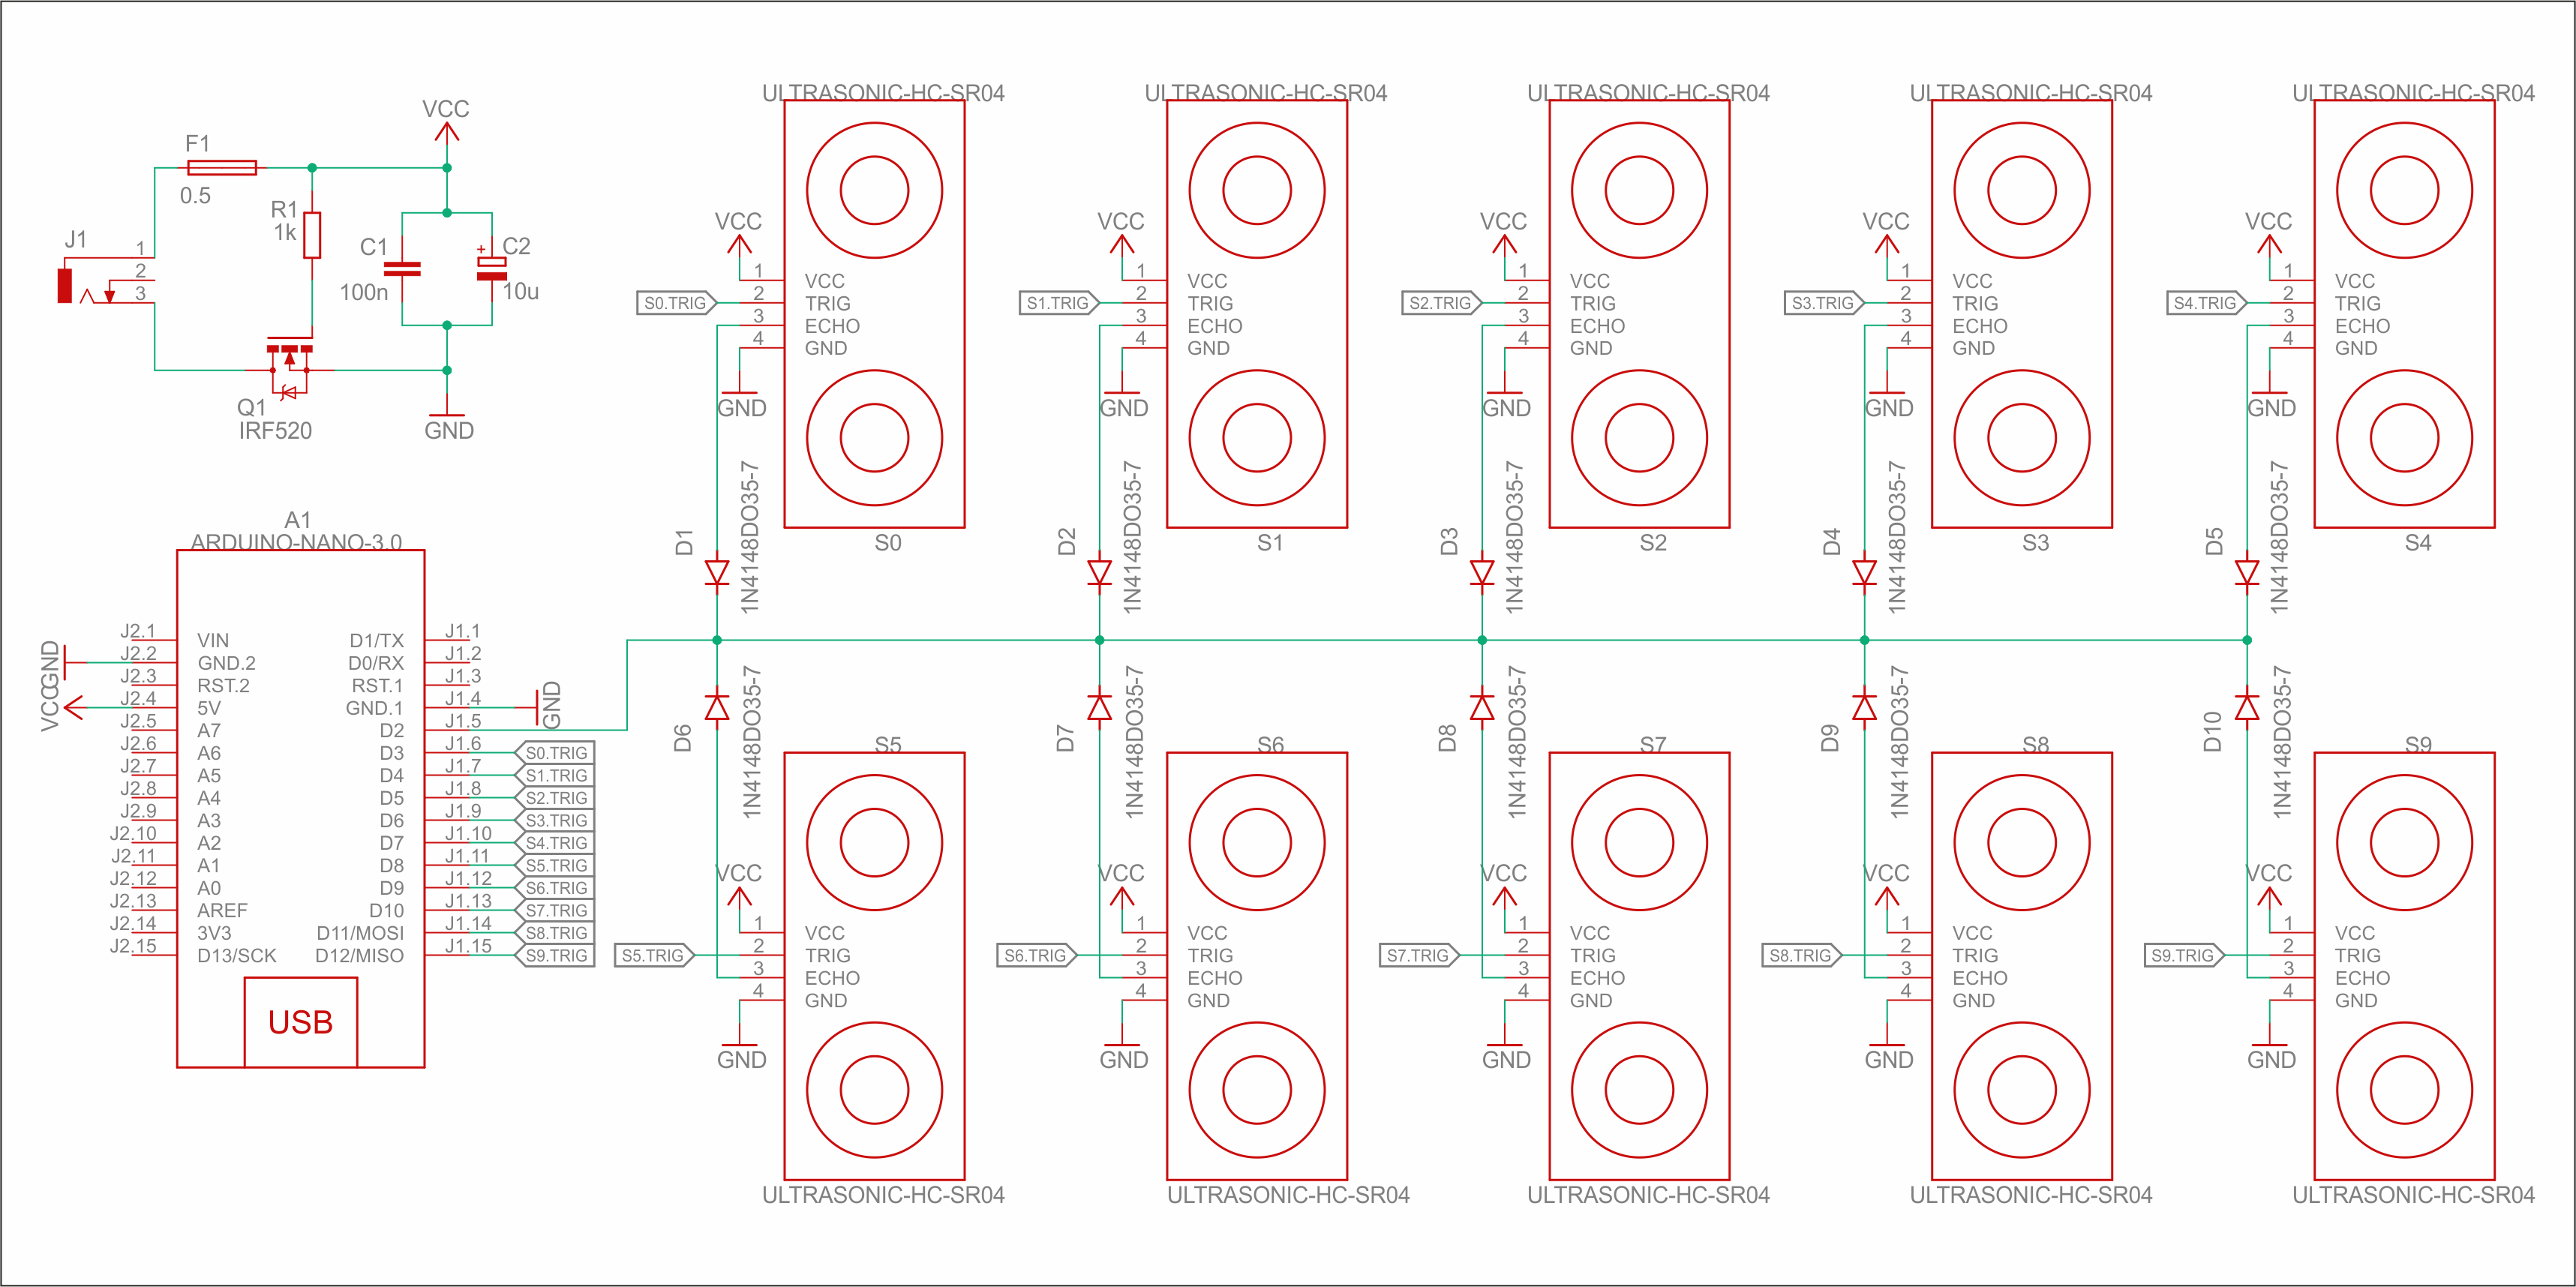 VCC
F1
0.5
R1
1k
J1
1
2
3
C1
100n
+
C2
10u
Q1
IRF520
GND
ULTRASONIC-HC-SR04
VCC
S0.TRIG
1 VCC
2 TRIG
3 ECHO
4 GND
GND
S0
ULTRASONIC-HC-SR04
VCC
S1.TRIG
1 VCC
2 TRIG
3 ECHO
4 GND
GND
S1
ULTRASONIC-HC-SR04
VCC
S2.TRIG
1 VCC
2 TRIG
3 ECHO
4 GND
GND
S2
ULTRASONIC-HC-SR04
VCC
S3.TRIG
1 VCC
2 TRIG
3 ECHO
4 GND
GND
S3
ULTRASONIC-HC-SR04
VCC
S4.TRIG
1 VCC
2 TRIG
3 ECHO
4 GND
GND
S4
D1
1N4148DO35-7
D2
1N4148DO35-7
D3
1N4148DO35-7
D4
1N4148DO35-7
D5
1N4148DO35-7
A1
ARDUINO-NANO-3.0
GND
VCC
J2.1 VIN D1/TX J1.1
J2.2 GND.2 D0/RX J1.2
J2.3 RST.2 RST.1 J1.3
J2.4 5V GND.1 J1.4
GND
J2.5 A7 D2 J1.5
J2.6 A6 D3 J1.6 S0.TRIG
J2.7 A5 D4 J1.7 S1.TRIG
J2.8 A4 D5 J1.8 S2.TRIG
J2.9 A3 D6 J1.9 S3.TRIG
J2.10 A2 D7 J1.10 S4.TRIG
J2.11 A1 D8 J1.11 S5.TRIG
J2.12 A0 D9 J1.12 S6.TRIG
J2.13 AREF D10 J1.13 S7.TRIG
J2.14 3V3 D11/MOSI J1.14 S8.TRIG
J2.15 D13/SCK D12/MISO J1.15 S9.TRIG
USB
D6
1N4148DO35-7
D7
1N4148DO35-7
D8
1N4148DO35-7
D9
1N4148DO35-7
D10
1N4148DO35-7
S5
VCC
S5.TRIG
1 VCC
2 TRIG
3 ECHO
4 GND
GND
ULTRASONIC-HC-SR04
S6
VCC
S6.TRIG
1 VCC
2 TRIG
3 ECHO
4 GND
GND
ULTRASONIC-HC-SR04
S7
VCC
S7.TRIG
1 VCC
2 TRIG
3 ECHO
4 GND
GND
ULTRASONIC-HC-SR04
S8
VCC
S8.TRIG
1 VCC
2 TRIG
3 ECHO
4 GND
GND
ULTRASONIC-HC-SR04
S9
VCC
S9.TRIG
1 VCC
2 TRIG
3 ECHO
4 GND
GND
ULTRASONIC-HC-SR04